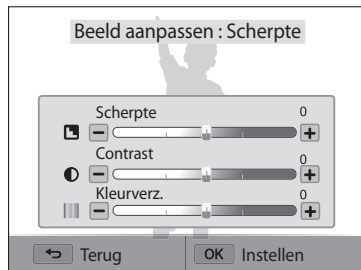 Beeld aanpassen : Scherpte
Scherpte 0
Contrast 0
Kleurverz. 0
Terug OK Instellen